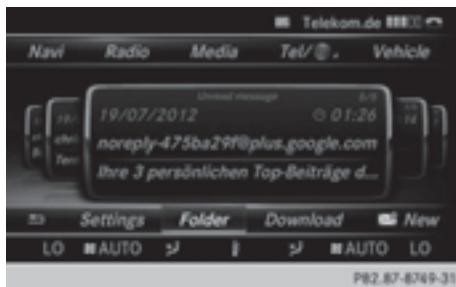 Telekom.de
Navi Radio Media Tel/ Vehicle
Unread message
19/07/2012 01:26
noreply-475ba29f@plus.google.com
Ihre 3 persönlichen Top-Beiträge d...
Settings Folder Download New
LO AUTO AUTO LO
P82.87-8749-31